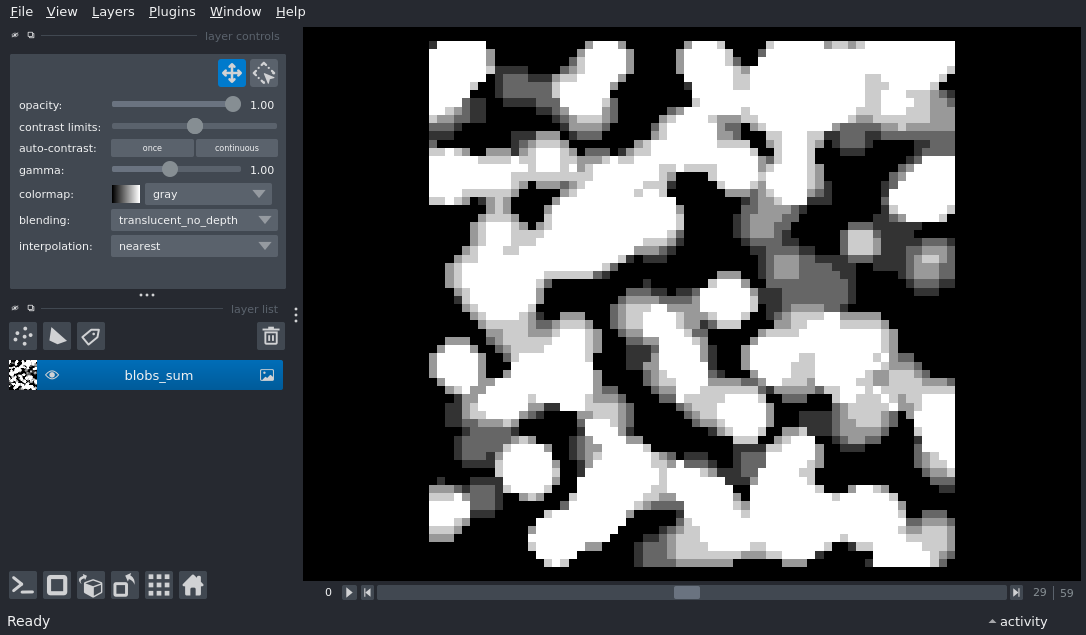 File View Layers Plugins Window Help
layer controls
opacity: 1.00
contrast limits:
auto-contrast: once continuous
gamma: 1.00
colormap: gray
blending: translucent_no_depth
interpolation: nearest
layer list
blobs_sum
0 29 59
Ready activity